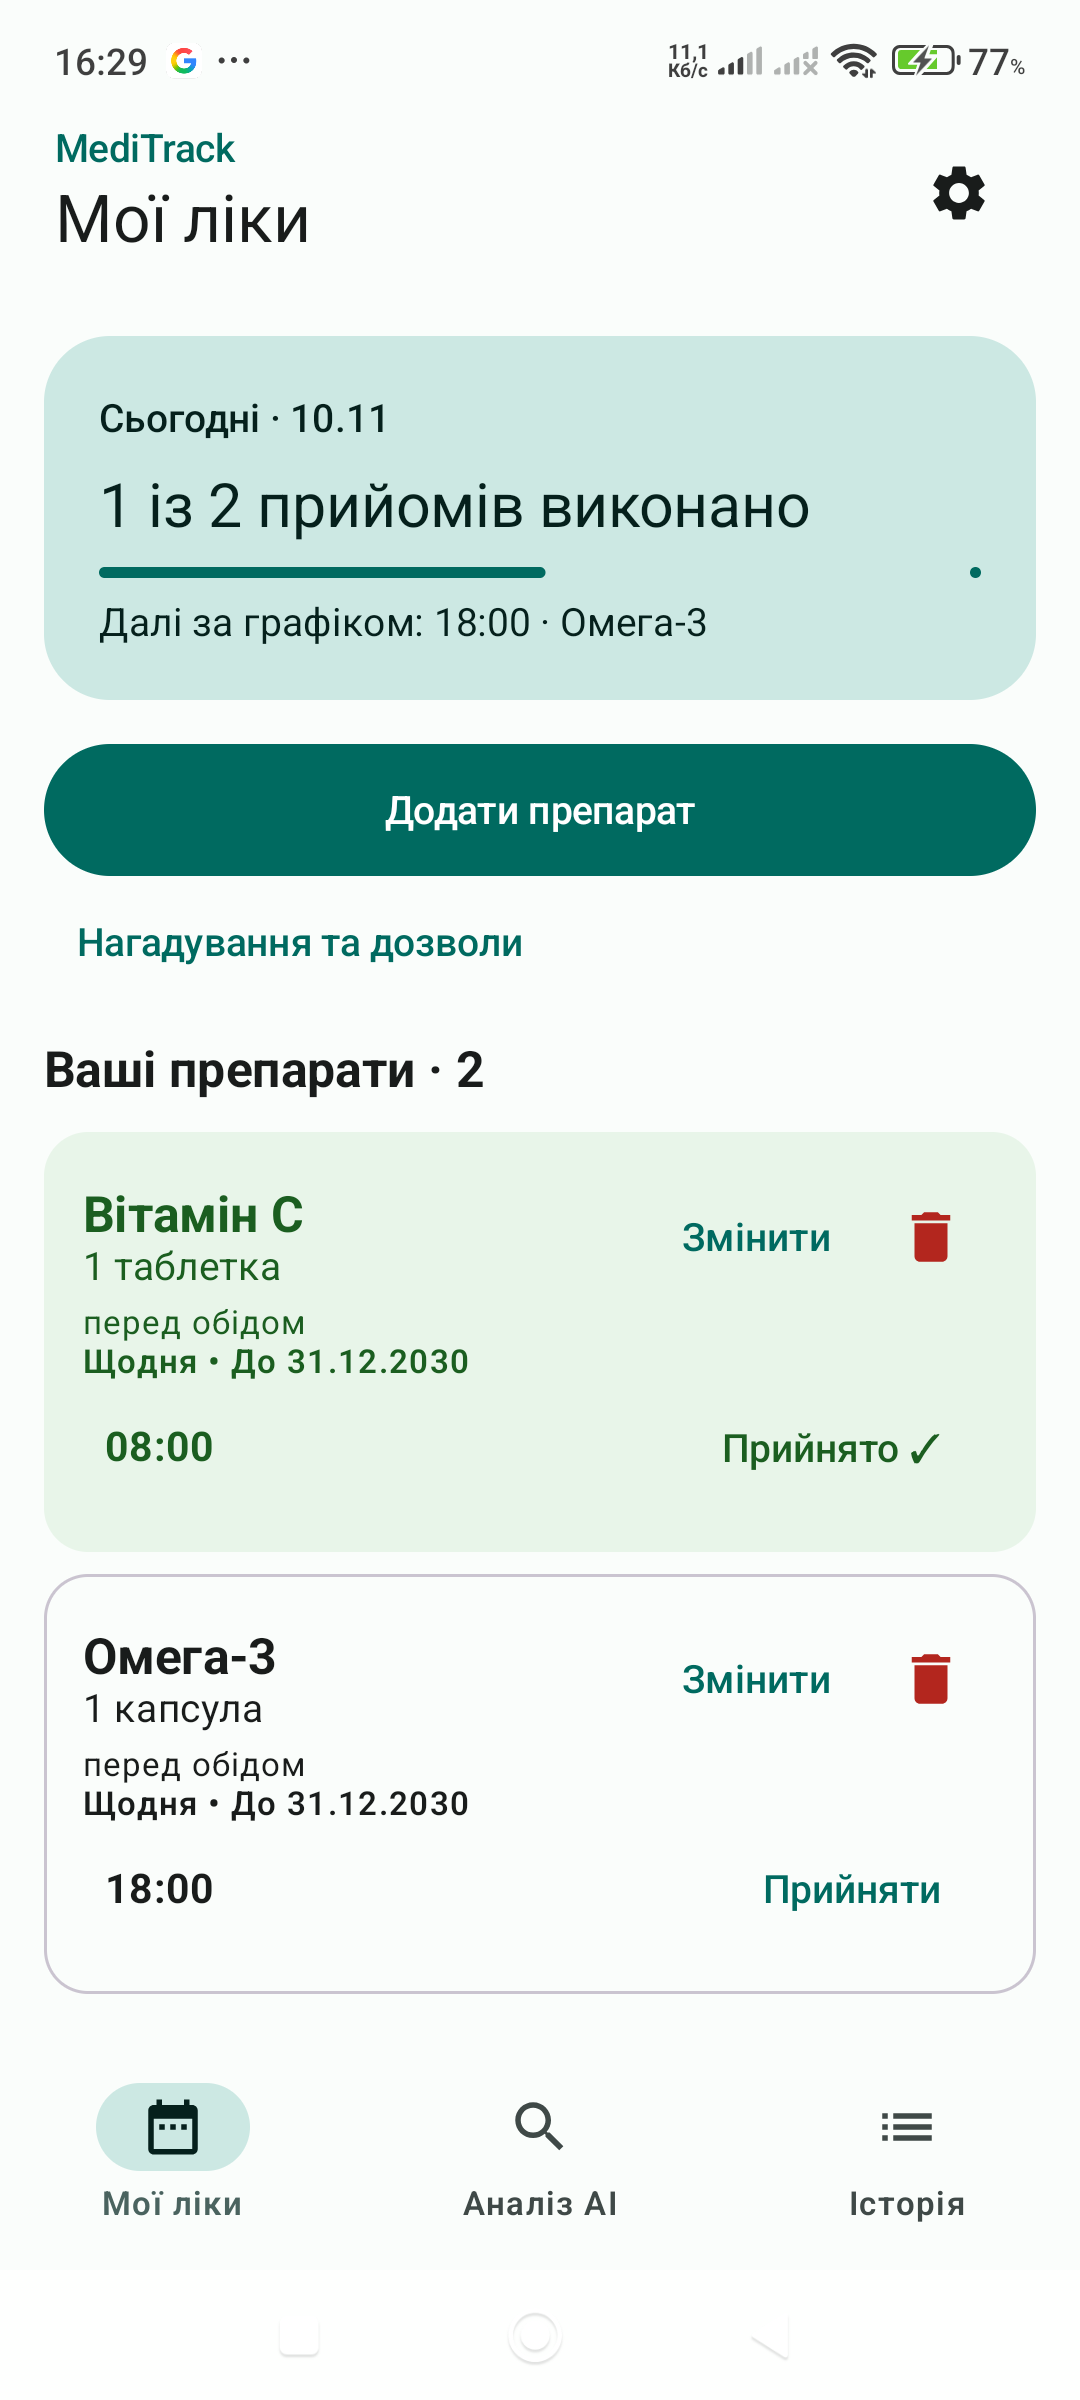 16:29
11,1
Кб/с
77%
MediTrack
Мої ліки
Сьогодні · 10.11
1 із 2 прийомів виконано
Далі за графіком: 18:00 · Омега-3
Додати препарат
Нагадування та дозволи
Ваші препарати · 2
Вітамін C
Змінити
1 таблетка
перед обідом
Щодня • До 31.12.2030
08:00
Прийнято ✓
Омега-3
Змінити
1 капсула
перед обідом
Щодня • До 31.12.2030
18:00
Прийняти
Мої ліки
Аналіз AI
Історія